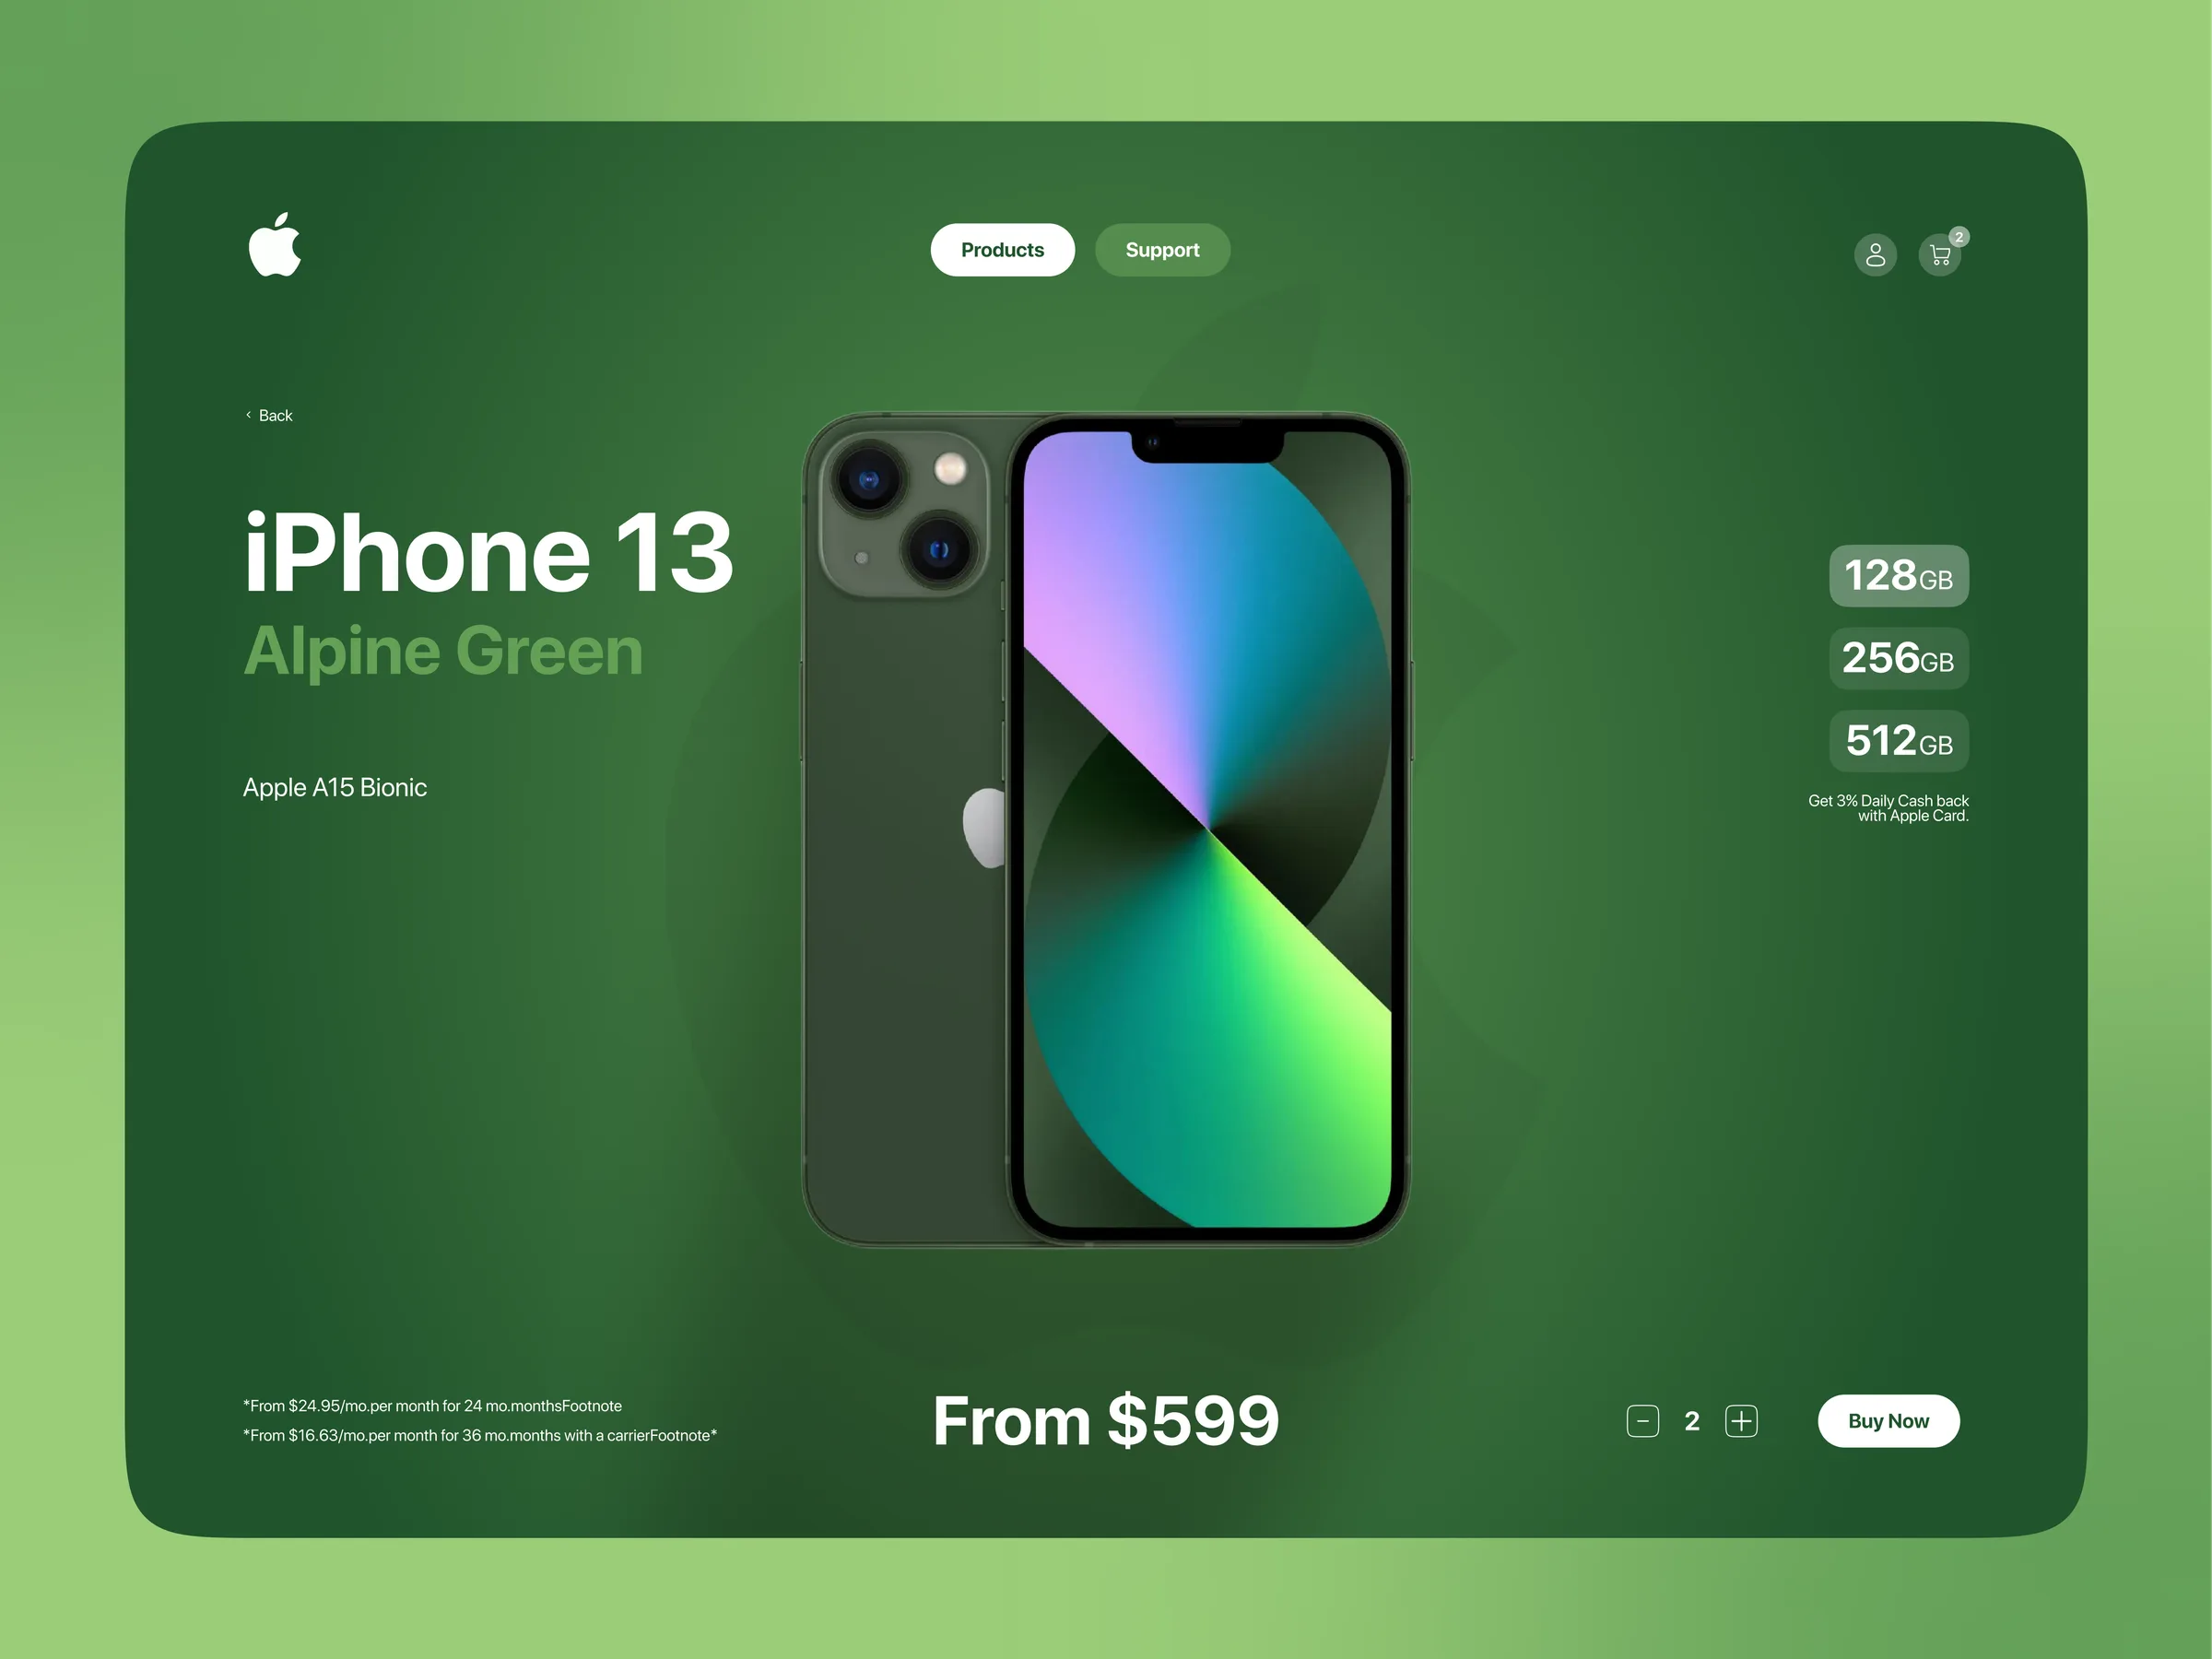 Products
Support
2
< Back
iPhone 13
Alpine Green
Apple A15 Bionic
128GB
256GB
512GB
Get 3% Daily Cash back
with Apple Card.
*From $24.95/mo.per month for 24 mo.monthsFootnote
*From $16.63/mo.per month for 36 mo.months with a carrierFootnote*
From $599
− 2 +
Buy Now